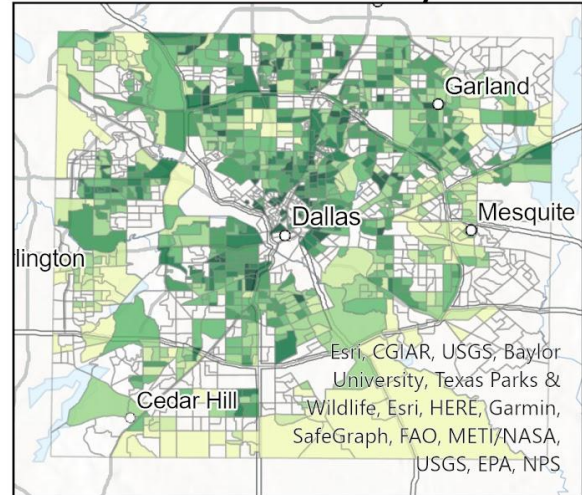 Garland
Dallas
Mesquite
lington
Cedar Hill
Esri, CGIAR, USGS, Baylor
University, Texas Parks &
Wildlife, Esri, HERE, Garmin,
SafeGraph, FAO, METI/NASA,
USGS, EPA, NPS